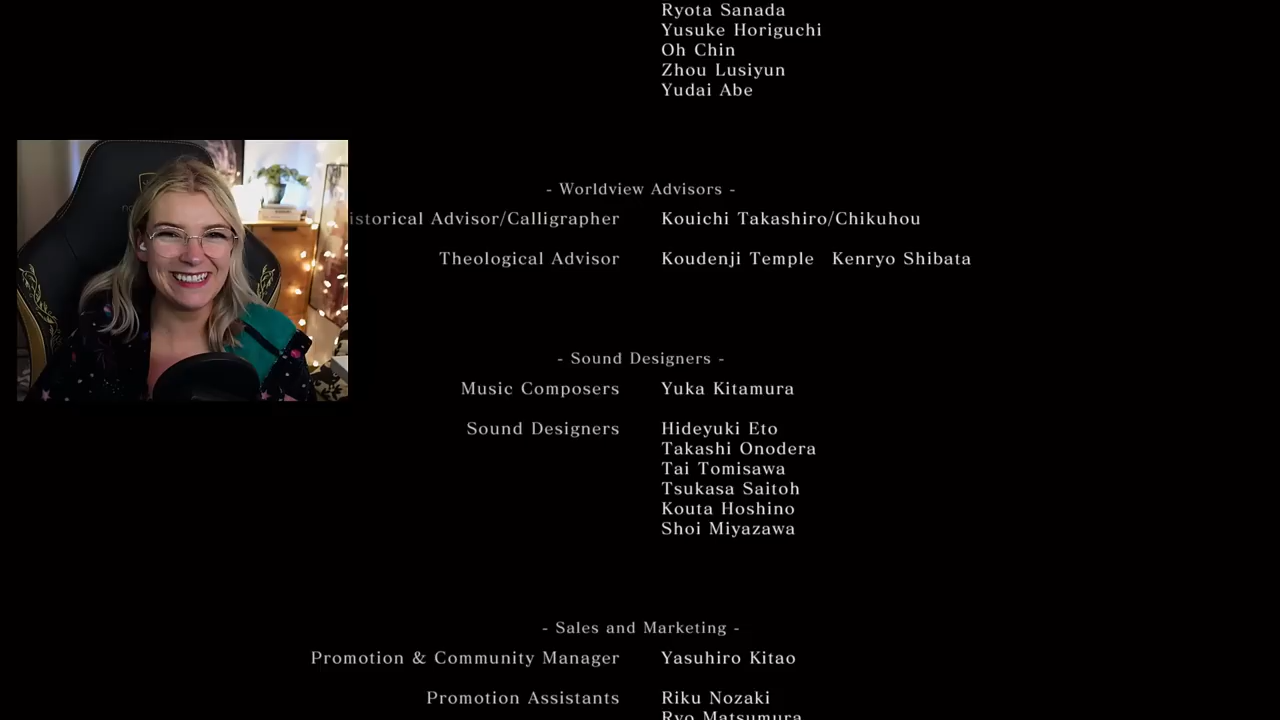 Ryota Sanada
Yusuke Horiguchi
Oh Chin
Zhou Lusiyun
Yudai Abe
- Worldview Advisors -
istorical Advisor/Calligrapher Kouichi Takashiro/Chikuhou
Theological Advisor Koudenji Temple Kenryo Shibata
- Sound Designers -
Music Composers Yuka Kitamura
Sound Designers Hideyuki Eto
Takashi Onodera
Tai Tomisawa
Tsukasa Saitoh
Kouta Hoshino
Shoi Miyazawa
- Sales and Marketing -
Promotion & Community Manager Yasuhiro Kitao
Promotion Assistants Riku Nozaki
Ryo Matsumura